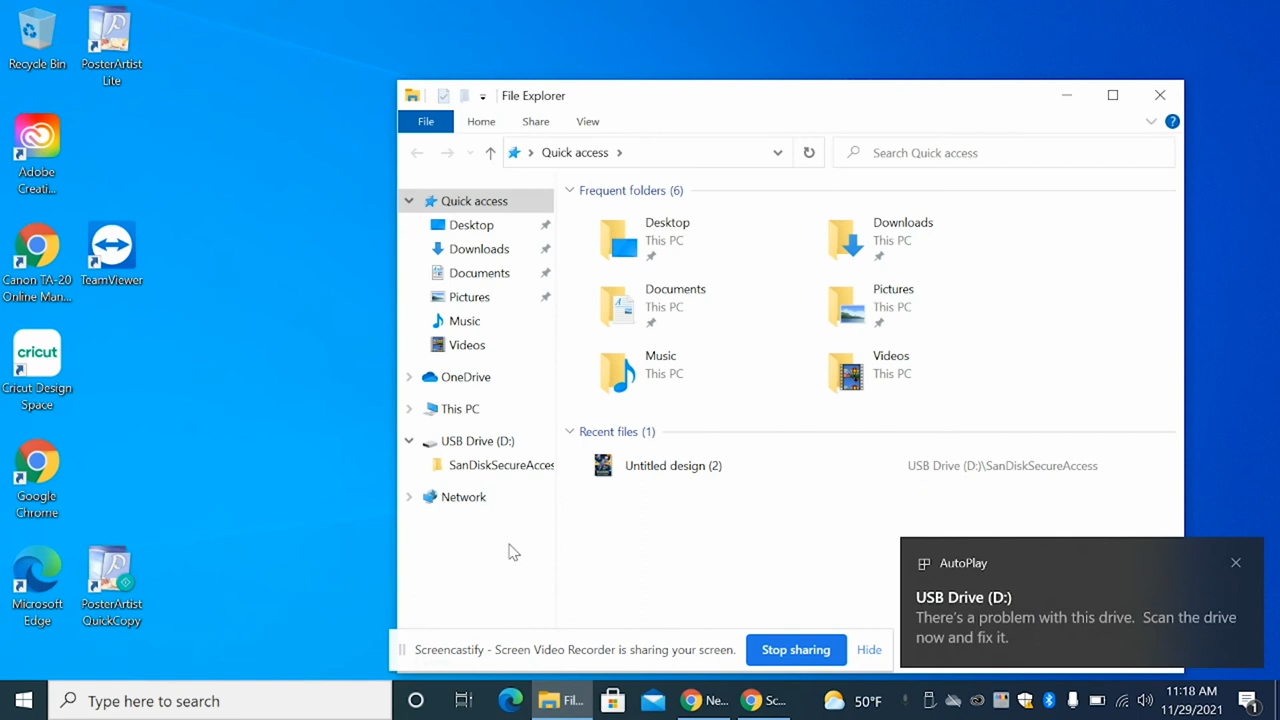 Recycle Bin
PosterArtist
Lite
Adobe
Creati...
Canon TA-20
Online Man...
TeamViewer
cricut
Cricut Design
Space
Google
Chrome
Microsoft
Edge
PosterArtist
QuickCopy
File Explorer
File
Home
Share
View
Quick access
Search Quick access
Quick access
Desktop
Downloads
Documents
Pictures
Music
Videos
OneDrive
This PC
USB Drive (D:)
SanDiskSecureAcces
Network
Frequent folders (6)
Desktop
This PC
Downloads
This PC
Documents
This PC
Pictures
This PC
Music
This PC
Videos
This PC
Recent files (1)
Untitled design (2)
USB Drive (D:)\SanDiskSecureAccess
AutoPlay
USB Drive (D:)
There's a problem with this drive. Scan the drive
now and fix it.
Screencastify - Screen Video Recorder is sharing your screen.
Stop sharing
Hide
Type here to search
Fil...
Ne...
Sc...
50°F
11:18 AM
11/29/2021
1